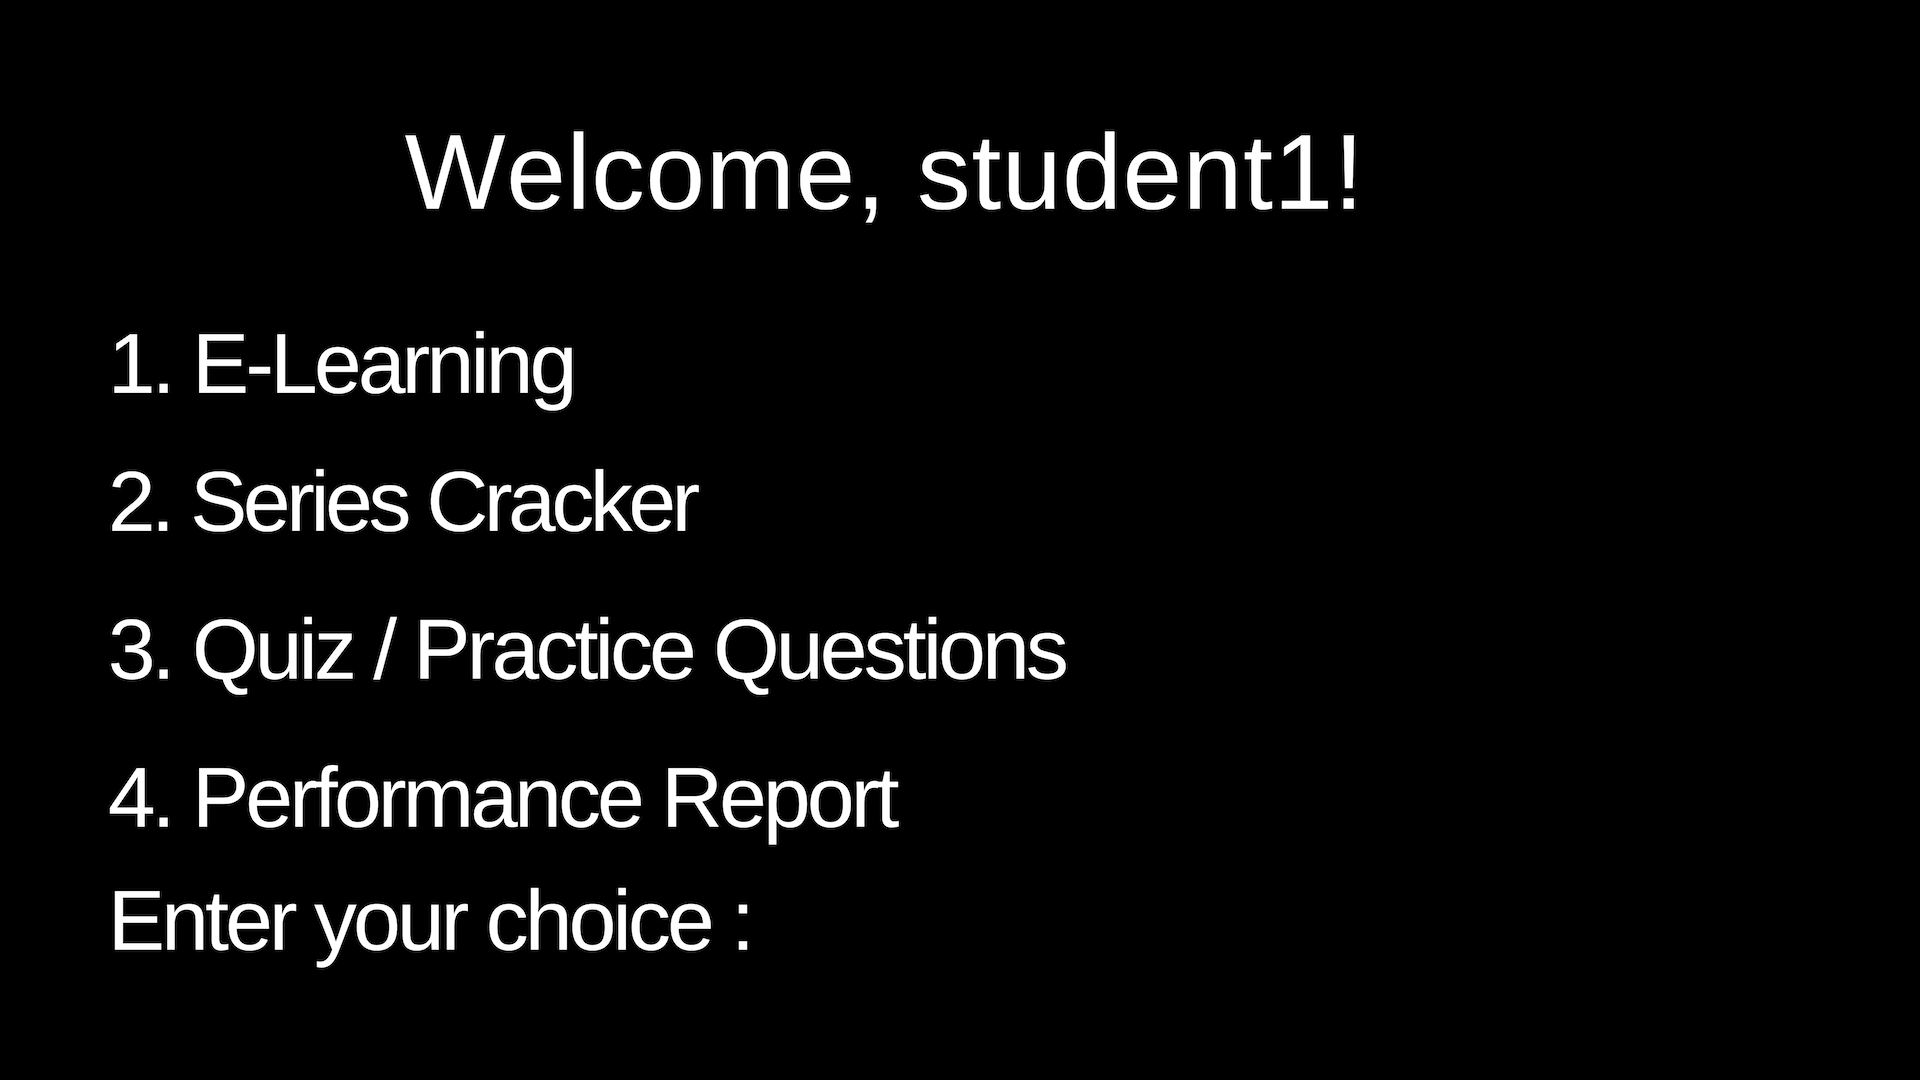 Welcome, student1!
1. E-Learning
2. Series Cracker
3. Quiz / Practice Questions
4. Performance Report
Enter your choice :